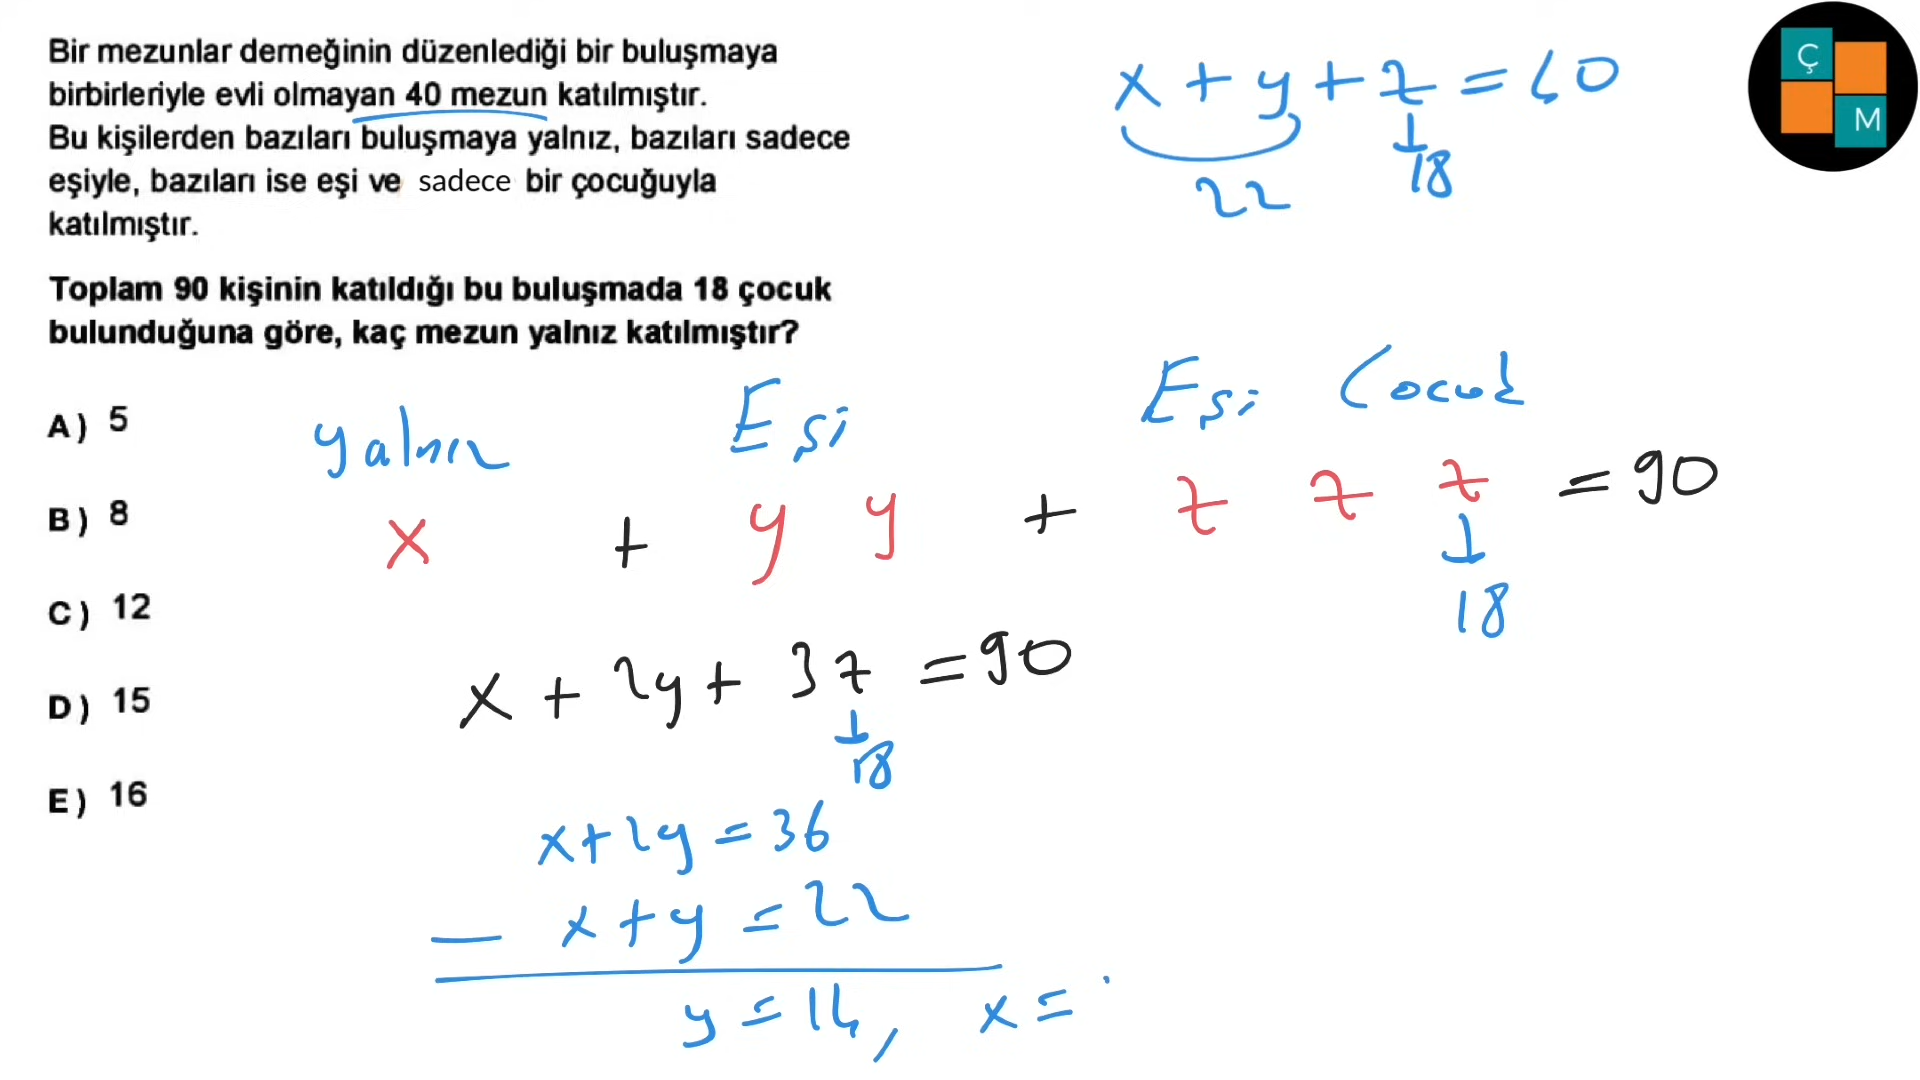 Bir mezunlar derneğinin düzenlediği bir buluşmaya
birbirleriyle evli olmayan 40 mezun katılmıştır.
Bu kişilerden bazıları buluşmaya yalnız, bazıları sadece
eşiyle, bazıları ise eşi ve sadece bir çocuğuyla
katılmıştır.
Toplam 90 kişinin katıldığı bu buluşmada 18 çocuk
bulunduğuna göre, kaç mezun yalnız katılmıştır?
A) 5
B) 8
C) 12
D) 15
E) 16
x + y + z = 40
22 18
Ç
M
yalnız Eşi Eşi Çocuk
x + y y + z z z = 90
18
x + 2y + 3z = 90
18
x+2y = 36
— x+y = 22
y = 14, x =